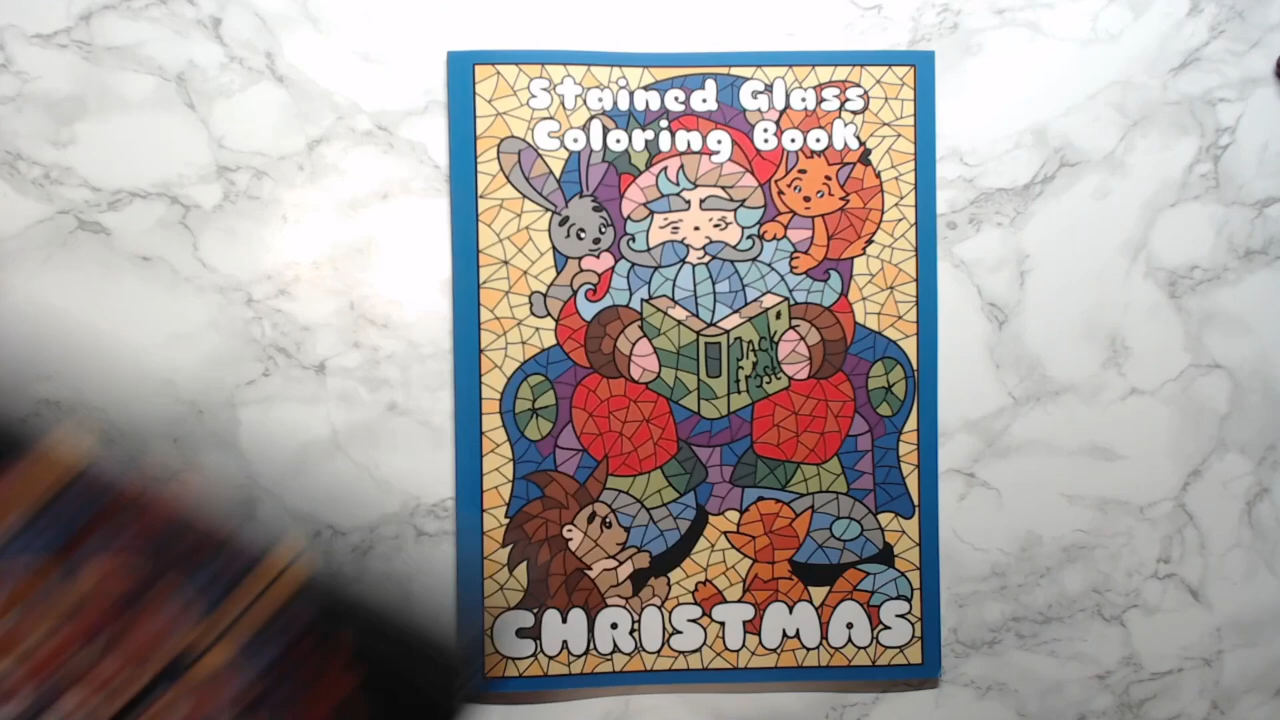 Stained Glass
Coloring Book
JACK
frost
CHRISTMAS